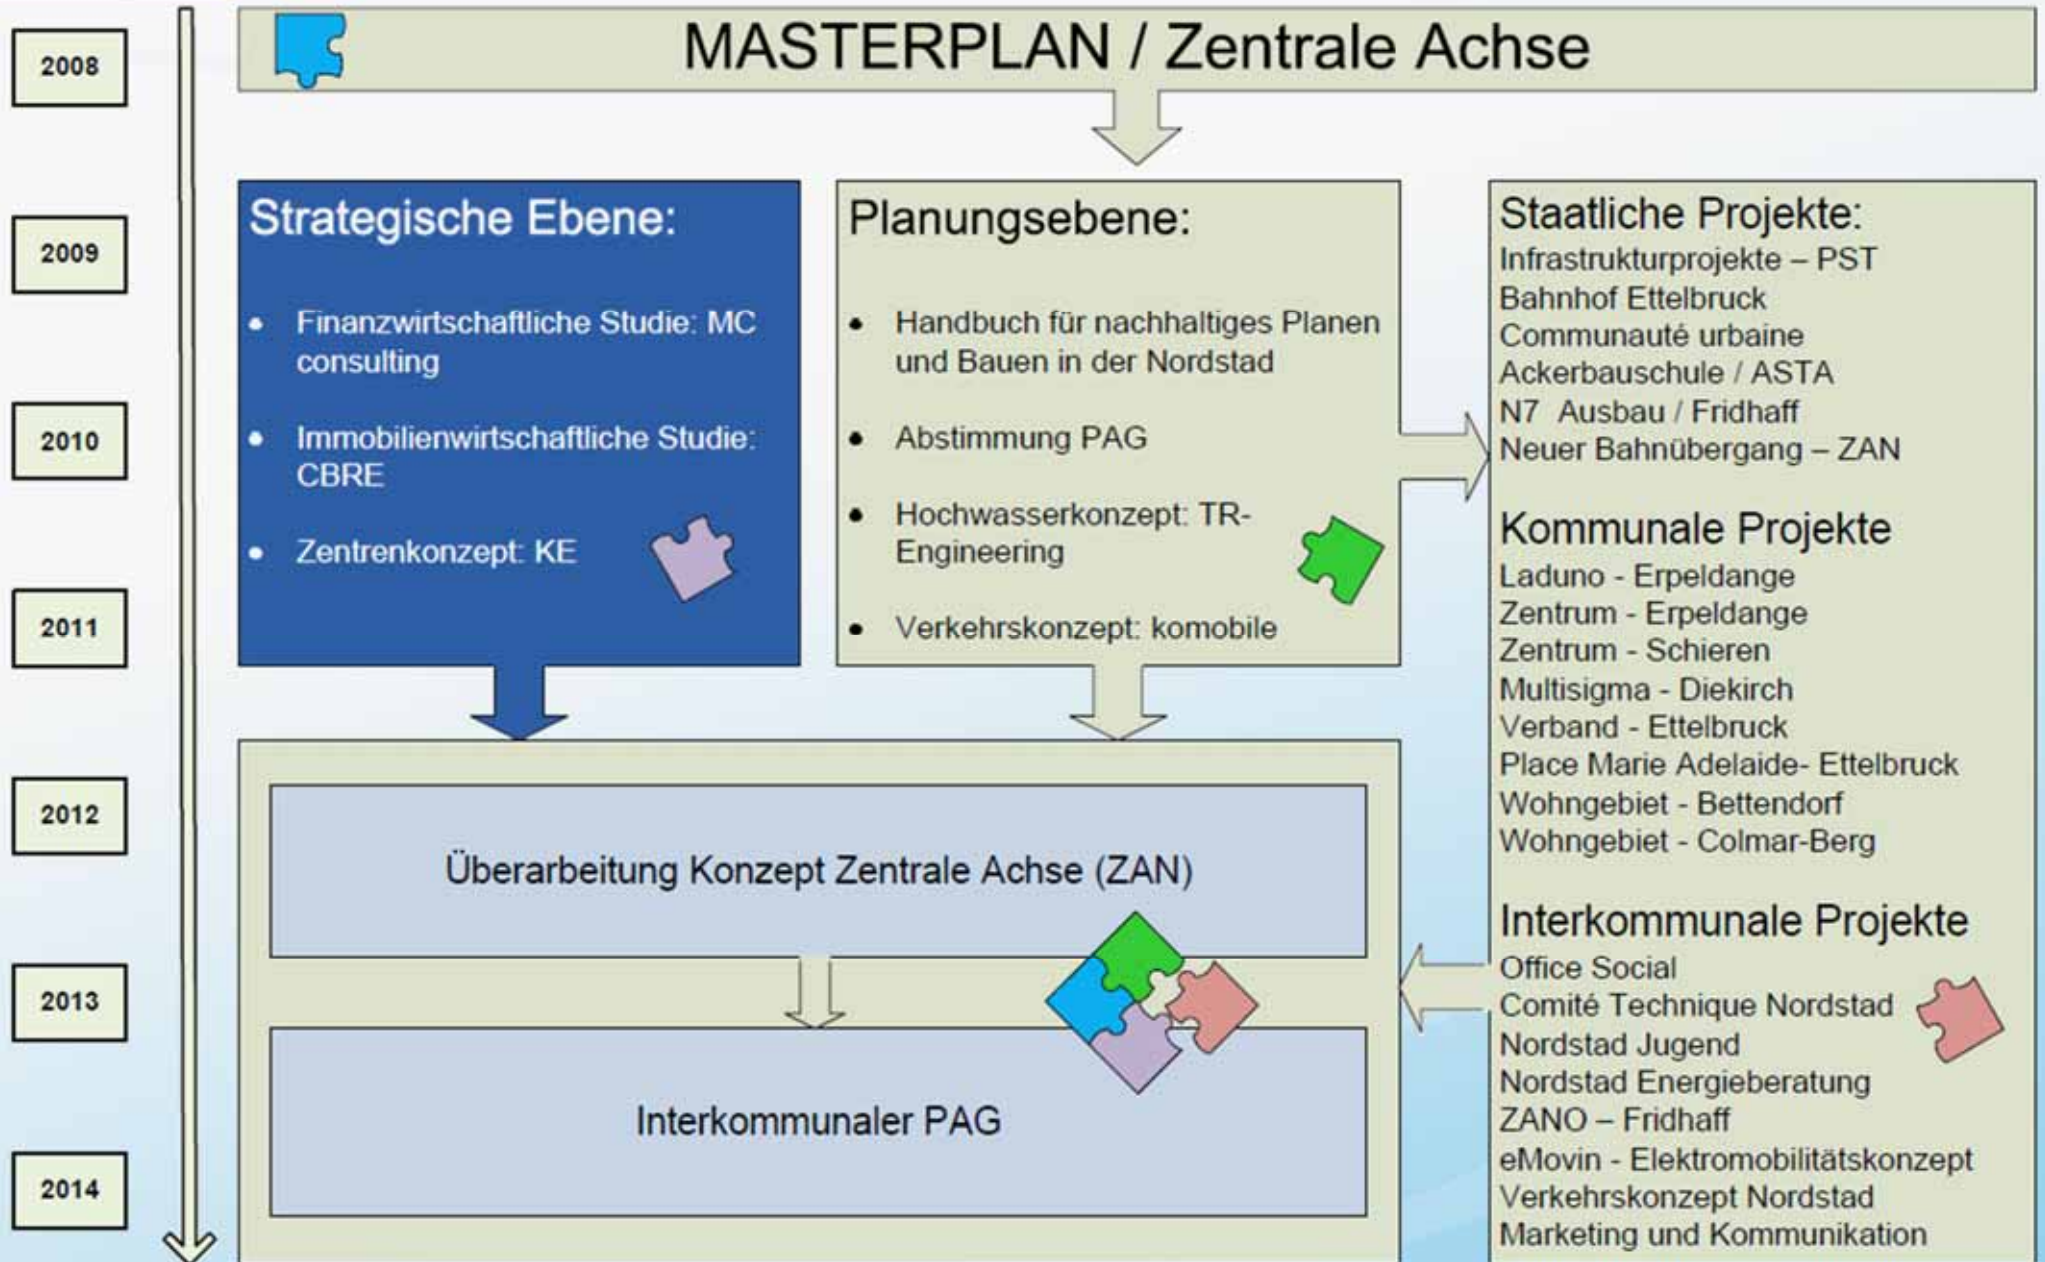 MASTERPLAN / Zentrale Achse
2008
2009
2010
2011
2012
2013
2014
Strategische Ebene:
• Finanzwirtschaftliche Studie: MC
consulting
• Immobilienwirtschaftliche Studie:
CBRE
• Zentrenkonzept: KE
Planungsebene:
• Handbuch für nachhaltiges Planen
und Bauen in der Nordstad
• Abstimmung PAG
• Hochwasserkonzept: TR-
Engineering
• Verkehrskonzept: komobile
Staatliche Projekte:
Infrastrukturprojekte – PST
Bahnhof Ettelbruck
Communauté urbaine
Ackerbauschule / ASTA
N7 Ausbau / Fridhaff
Neuer Bahnübergang – ZAN
Kommunale Projekte
Laduno - Erpeldange
Zentrum - Erpeldange
Zentrum - Schieren
Multisigma - Diekirch
Verband - Ettelbruck
Place Marie Adelaide- Ettelbruck
Wohngebiet - Bettendorf
Wohngebiet - Colmar-Berg
Interkommunale Projekte
Office Social
Comité Technique Nordstad
Nordstad Jugend
Nordstad Energieberatung
ZANO – Fridhaff
eMovin - Elektromobilitätskonzept
Verkehrskonzept Nordstad
Marketing und Kommunikation
Überarbeitung Konzept Zentrale Achse (ZAN)
Interkommunaler PAG